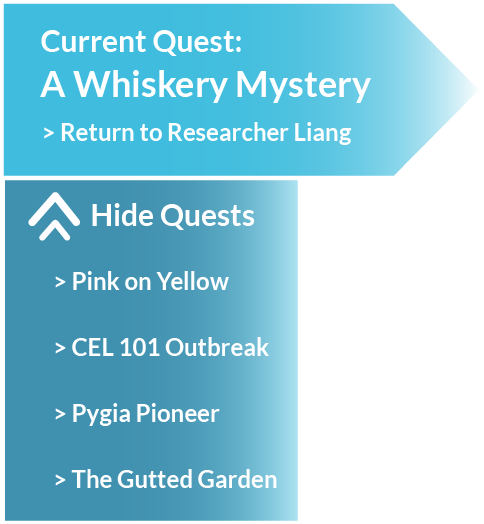 Current Quest:
A Whiskery Mystery
> Return to Researcher Liang
Hide Quests
> Pink on Yellow
> CEL 101 Outbreak
> Pygia Pioneer
> The Gutted Garden